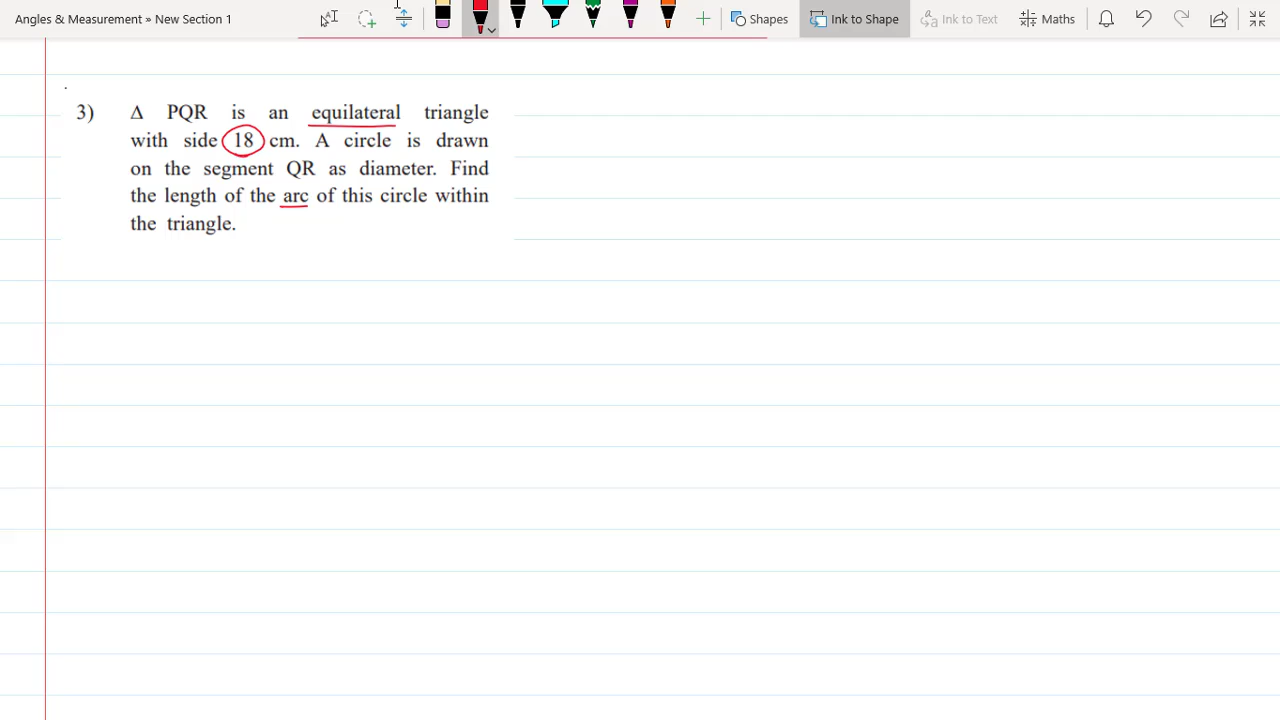 Angles & Measurement » New Section 1
Shapes
Ink to Shape
Ink to Text
Maths
3) Δ PQR is an equilateral triangle
with side 18 cm. A circle is drawn
on the segment QR as diameter. Find
the length of the arc of this circle within
the triangle.